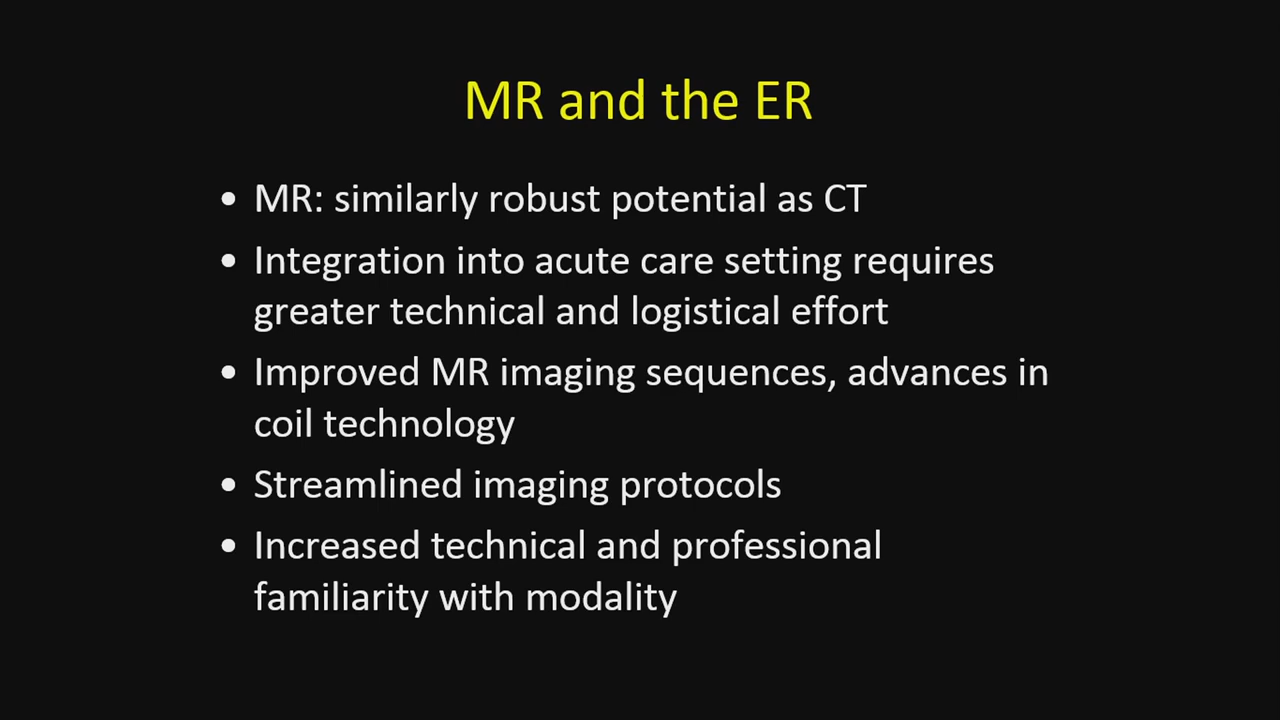 MR and the ER
• MR: similarly robust potential as CT
• Integration into acute care setting requires
greater technical and logistical effort
• Improved MR imaging sequences, advances in
coil technology
• Streamlined imaging protocols
• Increased technical and professional
familiarity with modality